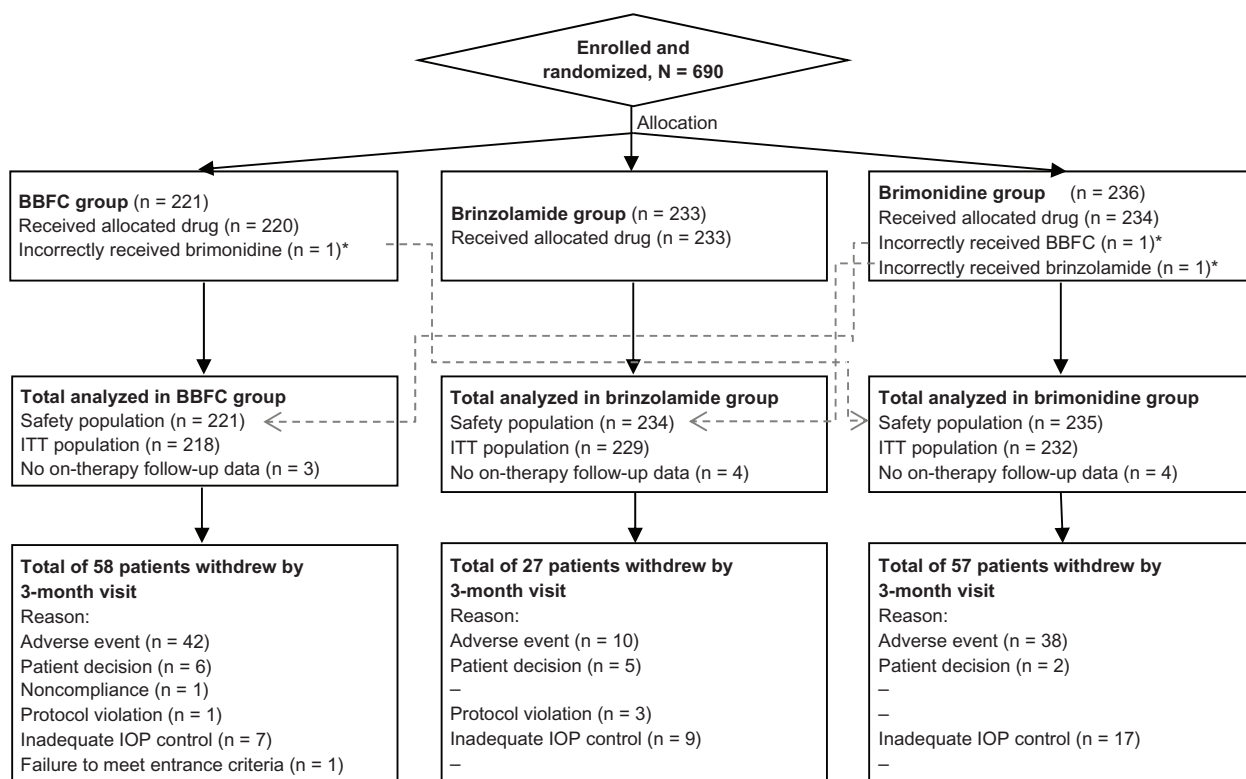 Enrolled and
randomized, N = 690
Allocation
BBFC group (n = 221)
Received allocated drug (n = 220)
Incorrectly received brimonidine (n = 1)*
Brinzolamide group (n = 233)
Received allocated drug (n = 233)
Brimonidine group (n = 236)
Received allocated drug (n = 234)
Incorrectly received BBFC (n = 1)*
Incorrectly received brinzolamide (n = 1)*
Total analyzed in BBFC group
Safety population (n = 221)
ITT population (n = 218)
No on-therapy follow-up data (n = 3)
Total analyzed in brinzolamide group
Safety population (n = 234)
ITT population (n = 229)
No on-therapy follow-up data (n = 4)
Total analyzed in brimonidine group
Safety population (n = 235)
ITT population (n = 232)
No on-therapy follow-up data (n = 4)
Total of 58 patients withdrew by
3-month visit
Reason:
Adverse event (n = 42)
Patient decision (n = 6)
Noncompliance (n = 1)
Protocol violation (n = 1)
Inadequate IOP control (n = 7)
Failure to meet entrance criteria (n = 1)
Total of 27 patients withdrew by
3-month visit
Reason:
Adverse event (n = 10)
Patient decision (n = 5)
–
Protocol violation (n = 3)
Inadequate IOP control (n = 9)
–
Total of 57 patients withdrew by
3-month visit
Reason:
Adverse event (n = 38)
Patient decision (n = 2)
–
–
Inadequate IOP control (n = 17)
–